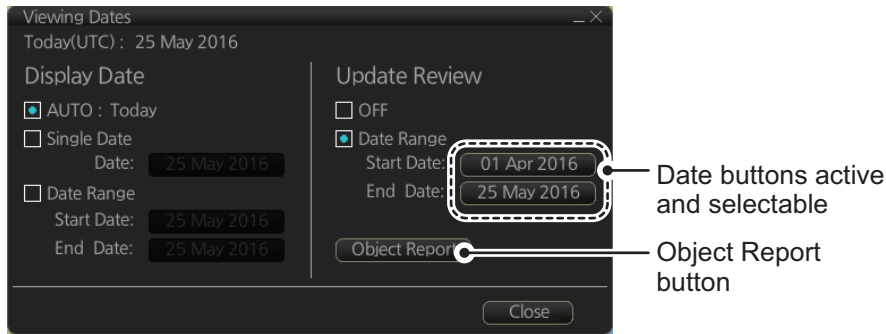 Viewing Dates
Today(UTC) : 25 May 2016
Display Date
AUTO : Today
Single Date
Date: 25 May 2016
Date Range
Start Date: 25 May 2016
End Date: 25 May 2016
Update Review
OFF
Date Range
Start Date: 01 Apr 2016
End Date: 25 May 2016
Object Report
Close
Date buttons active
and selectable
Object Report
button